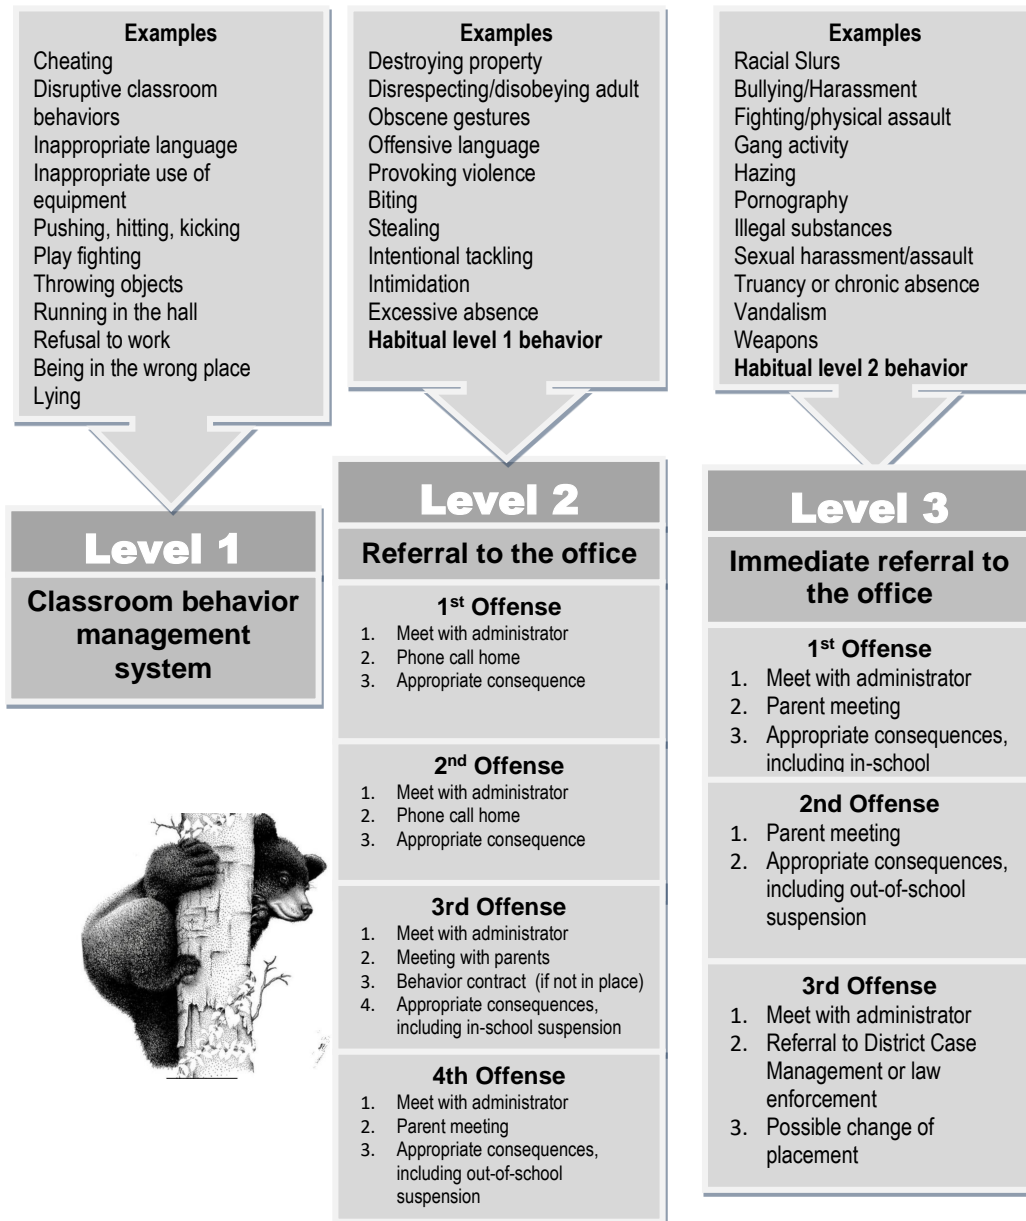 Examples
Cheating
Disruptive classroom
behaviors
Inappropriate language
Inappropriate use of
equipment
Pushing, hitting, kicking
Play fighting
Throwing objects
Running in the hall
Refusal to work
Being in the wrong place
Lying
Level 1
Classroom behavior
management
system
Examples
Destroying property
Disrespecting/disobeying adult
Obscene gestures
Offensive language
Provoking violence
Biting
Stealing
Intentional tackling
Intimidation
Excessive absence
Habitual level 1 behavior
Level 2
Referral to the office
1st Offense
1. Meet with administrator
2. Phone call home
3. Appropriate consequence
2nd Offense
1. Meet with administrator
2. Phone call home
3. Appropriate consequence
3rd Offense
1. Meet with administrator
2. Meeting with parents
3. Behavior contract (if not in place)
4. Appropriate consequences,
including in-school suspension
4th Offense
1. Meet with administrator
2. Parent meeting
3. Appropriate consequences,
including out-of-school
suspension
Examples
Racial Slurs
Bullying/Harassment
Fighting/physical assault
Gang activity
Hazing
Pornography
Illegal substances
Sexual harassment/assault
Truancy or chronic absence
Vandalism
Weapons
Habitual level 2 behavior
Level 3
Immediate referral to
the office
1st Offense
1. Meet with administrator
2. Parent meeting
3. Appropriate consequences,
including in-school
2nd Offense
1. Parent meeting
2. Appropriate consequences,
including out-of-school
suspension
3rd Offense
1. Meet with administrator
2. Referral to District Case
Management or law
enforcement
3. Possible change of
placement